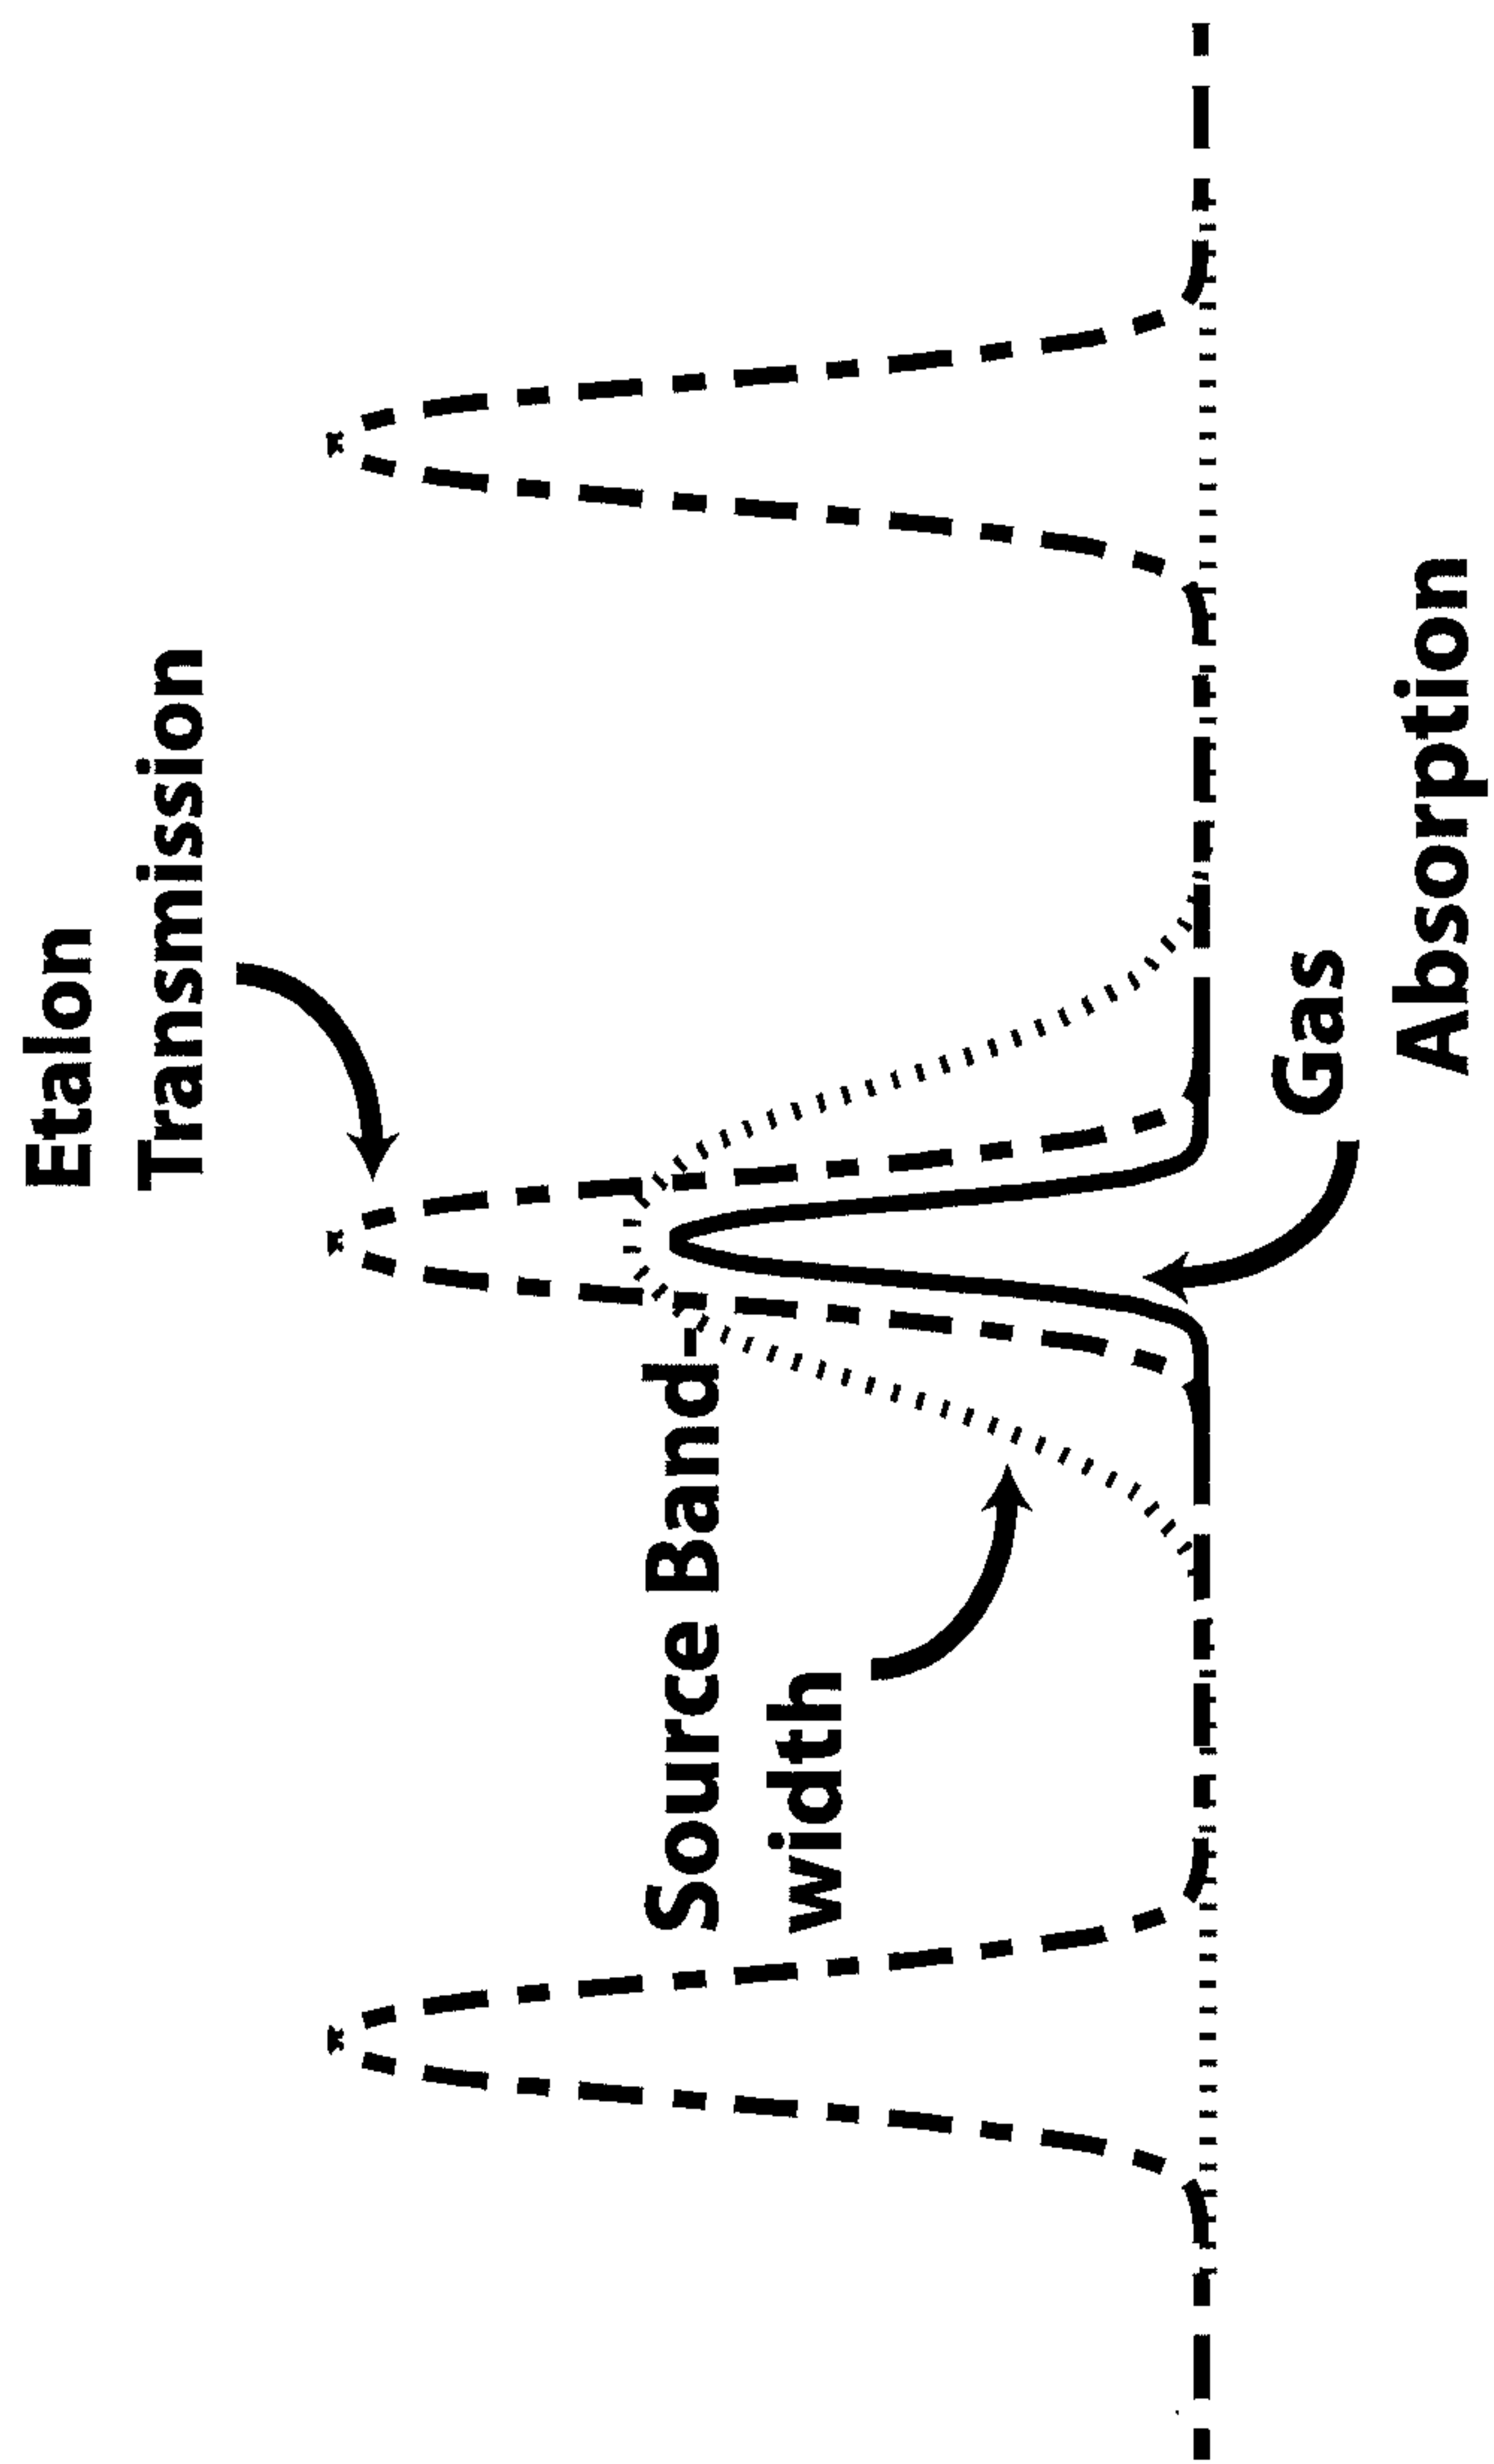 Etalon
Transmission
Source Band-
width
Gas
Absorption